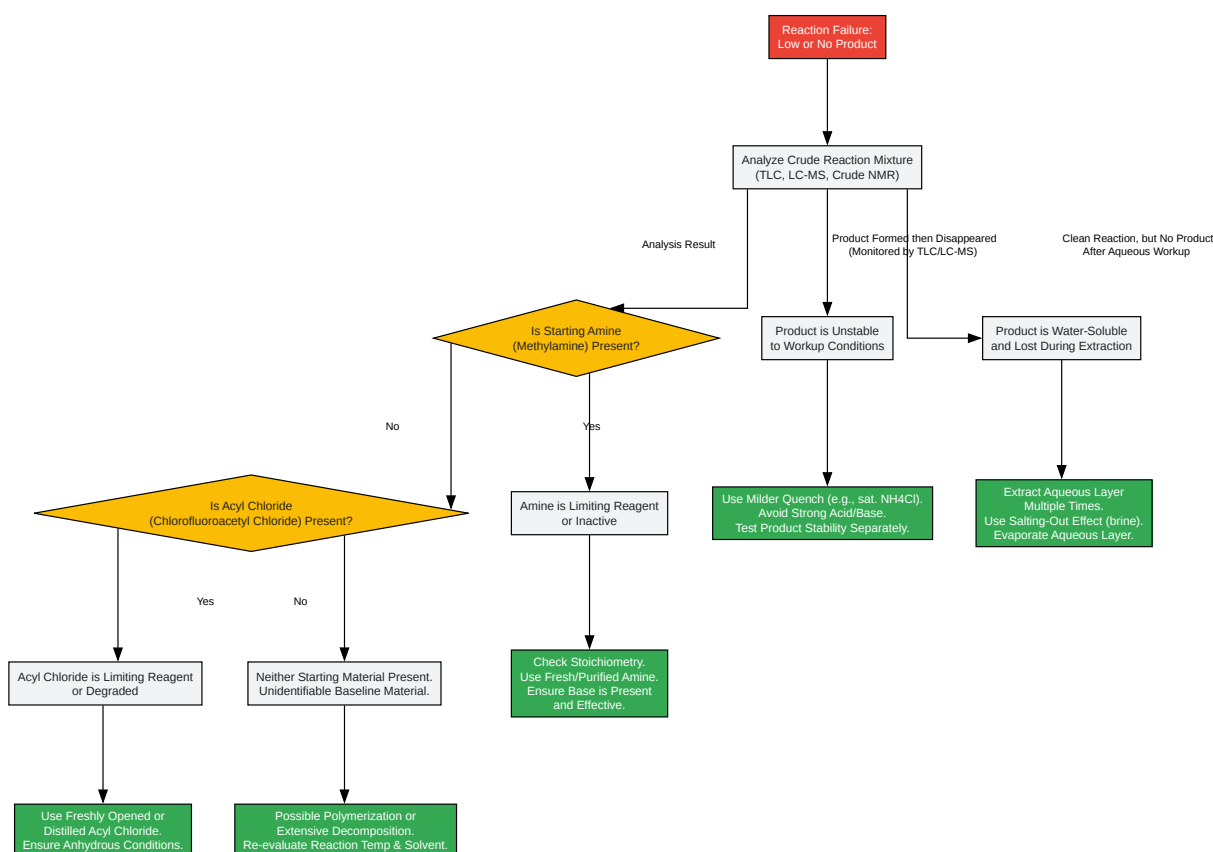 Reaction Failure:
Low or No Product
Analyze Crude Reaction Mixture
(TLC, LC-MS, Crude NMR)
Analysis Result
Product Formed then Disappeared
(Monitored by TLC/LC-MS)
Clean Reaction, but No Product
After Aqueous Workup
Is Starting Amine
(Methylamine) Present?
Product is Unstable
to Workup Conditions
Product is Water-Soluble
and Lost During Extraction
No
Yes
Is Acyl Chloride
(Chlorofluoroacetyl Chloride) Present?
Amine is Limiting Reagent
or Inactive
Use Milder Quench (e.g., sat. NH4Cl).
Avoid Strong Acid/Base.
Test Product Stability Separately.
Extract Aqueous Layer
Multiple Times.
Use Salting-Out Effect (brine).
Evaporate Aqueous Layer.
Yes
No
Acyl Chloride is Limiting Reagent
or Degraded
Neither Starting Material Present.
Unidentifiable Baseline Material.
Check Stoichiometry.
Use Fresh/Purified Amine.
Ensure Base is Present
and Effective.
Use Freshly Opened or
Distilled Acyl Chloride.
Ensure Anhydrous Conditions.
Possible Polymerization or
Extensive Decomposition.
Re-evaluate Reaction Temp & Solvent.